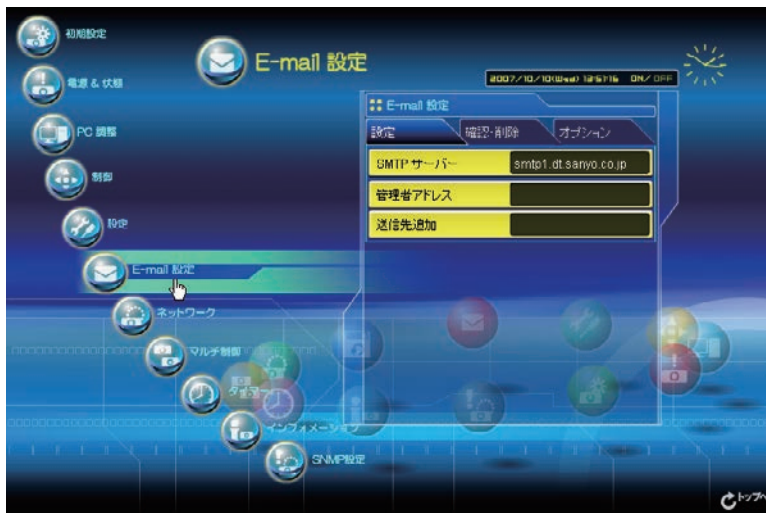 初期設定
電源 & 状態
PC 調整
制御
設定
E-mail 設定
ネットワーク
マルチ制御
タイマー
インフォメーション
SNMP設定
E-mail 設定
2007/10/10(Wed) 13:51:16 ON/ OFF
E-mail 設定
設定 確認・削除 オプション
SMTP サーバー smtp1.dt.sanyo.co.jp
管理者アドレス
送信先追加
トップへ